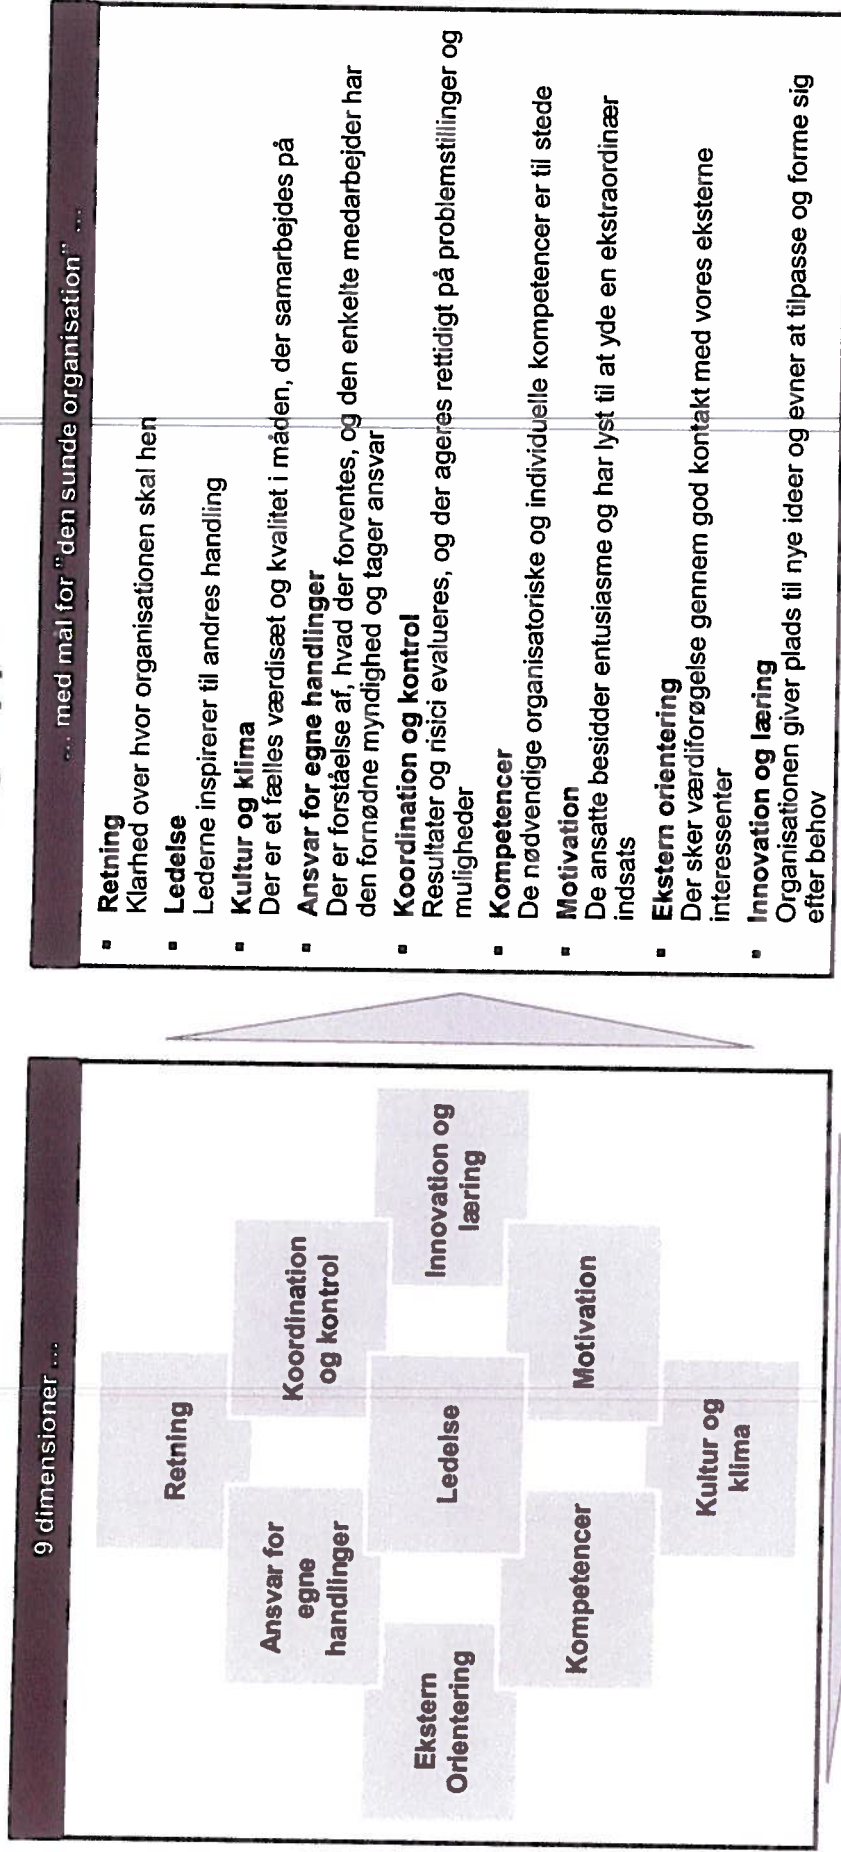 9 dimensioner ...
Retning
Ansvar for
egne
handlinger
Koordination
og kontrol
Ekstern
Orientering
Ledelse
Innovation og
læring
Kompetencer
Motivation
Kultur og
klima
... med mål for "den sunde organisation" ...
▪ Retning
Klarhed over hvor organisationen skal hen
▪ Ledelse
Lederne inspirerer til andres handling
▪ Kultur og klima
Der er et fælles værdisæt og kvalitet i måden, der samarbejdes på
▪ Ansvar for egne handlinger
Der er forståelse af, hvad der forventes, og den enkelte medarbejder har
den fornødne myndighed og tager ansvar
▪ Koordination og kontrol
Resultater og risici evalueres, og der ageres rettidigt på problemstillinger og
muligheder
▪ Kompetencer
De nødvendige organisatoriske og individuelle kompetencer er til stede
▪ Motivation
De ansatte besidder entusiasme og har lyst til at yde en ekstraordinær
indsats
▪ Ekstern orientering
Der sker værdiforøgelse gennem god kontakt med vores eksterne
interessenter
▪ Innovation og læring
Organisationen giver plads til nye ideer og evner at tilpasse og forme sig
efter behov